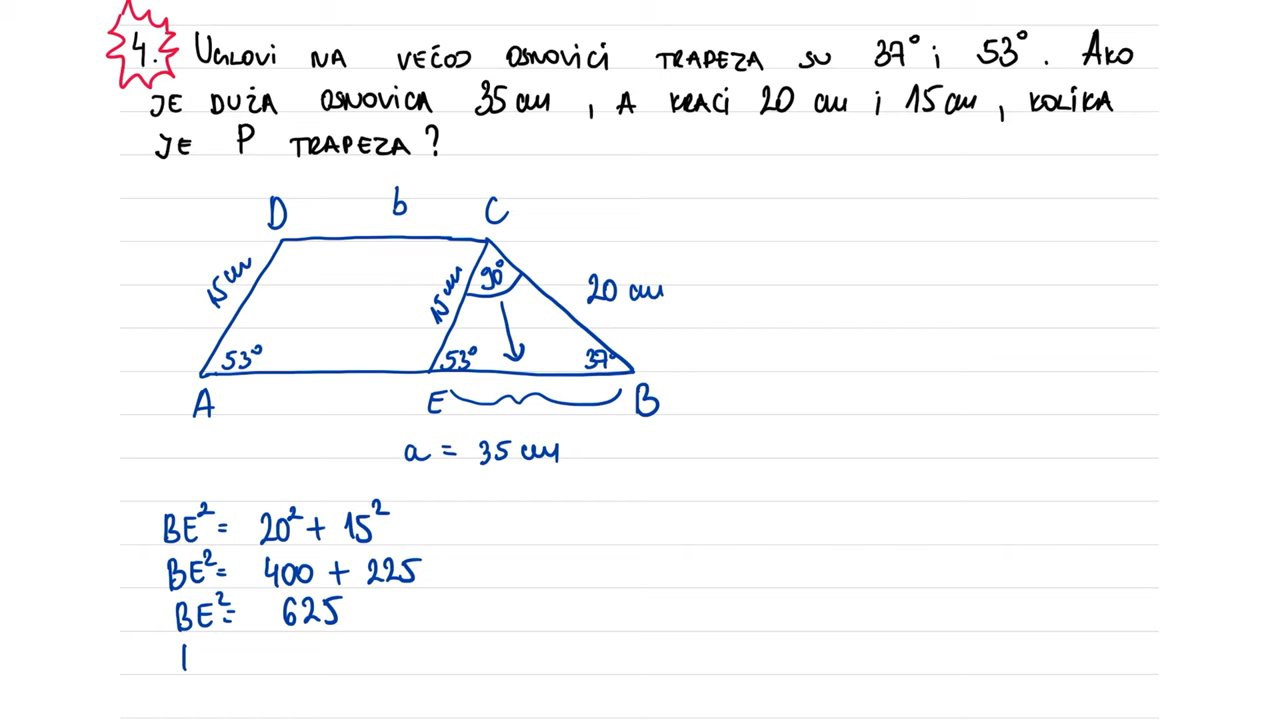 4. UGLOVI NA VEĆOJ OSNOVICI TRAPEZA SU 37° i 53°. AKO
JE DUŽA OSNOVICA 35 cm, A KRACI 20 cm i 15 cm, KOLIKA
JE P TRAPEZA?
D b C
15 cm 15 cm 90° 20 cm
53° 53° 37°
A E B
a = 35 cm
BE² = 20² + 15²
BE² = 400 + 225
BE² = 625